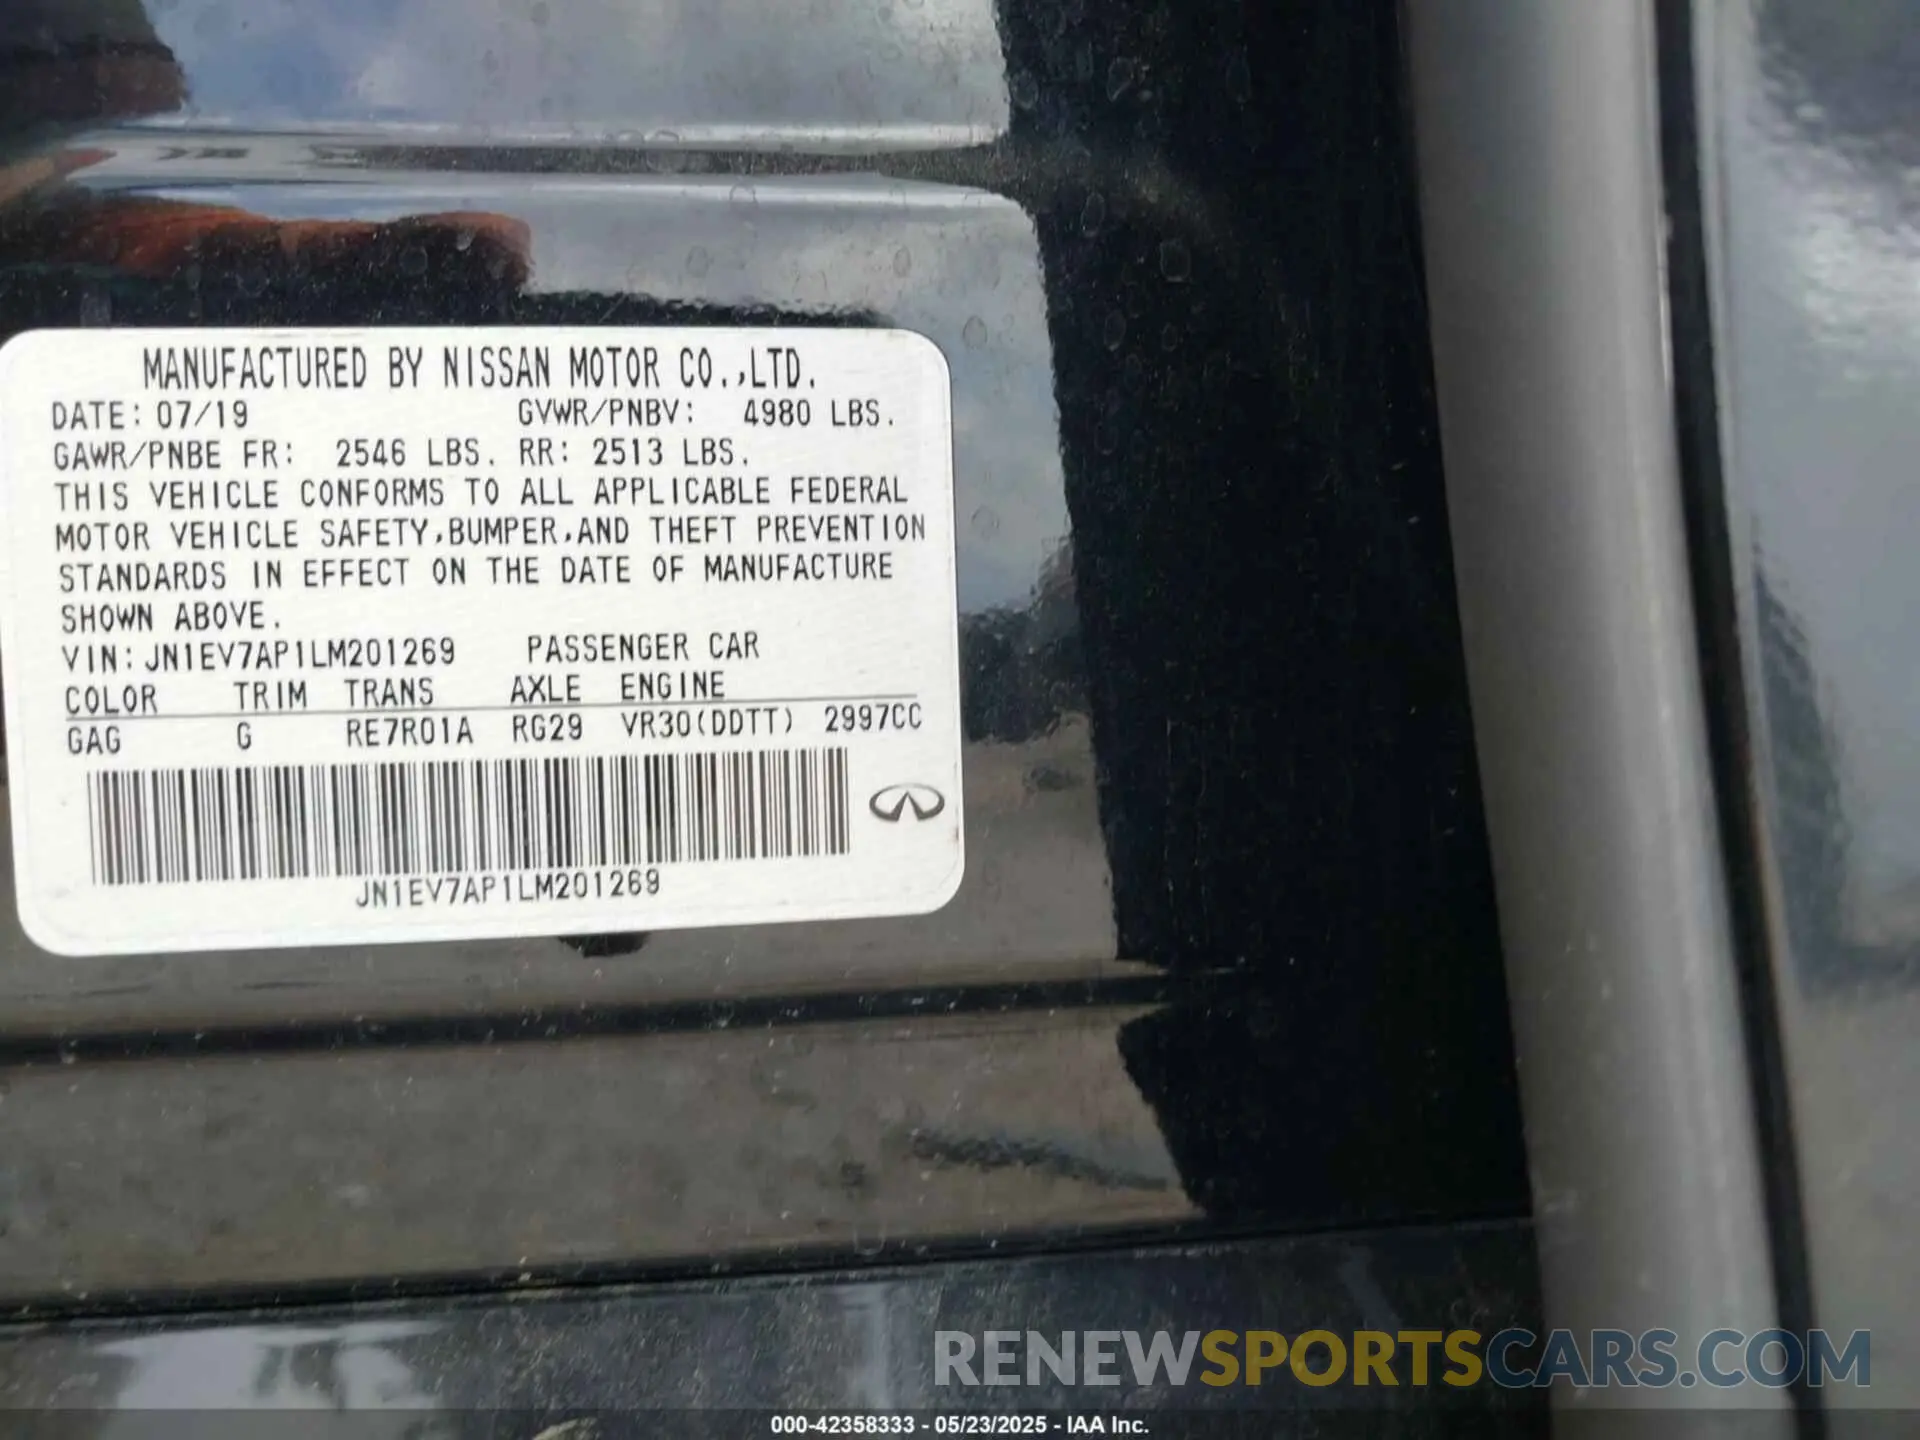 MANUFACTURED BY NISSAN MOTOR CO.,LTD.
DATE: 07/19 GVWR/PNBV: 4980 LBS.
GAWR/PNBE FR: 2546 LBS. RR: 2513 LBS.
THIS VEHICLE CONFORMS TO ALL APPLICABLE FEDERAL
MOTOR VEHICLE SAFETY,BUMPER,AND THEFT PREVENTION
STANDARDS IN EFFECT ON THE DATE OF MANUFACTURE
SHOWN ABOVE.
VIN: JN1EV7AP1LM201269 PASSENGER CAR
COLOR TRIM TRANS AXLE ENGINE
GAG G RE7R01A RG29 VR30(DDTT) 2997CC
JN1EV7AP1LM201269
RENEWSPORTSCARS.COM
000-42358333 - 05/23/2025 - IAA Inc.